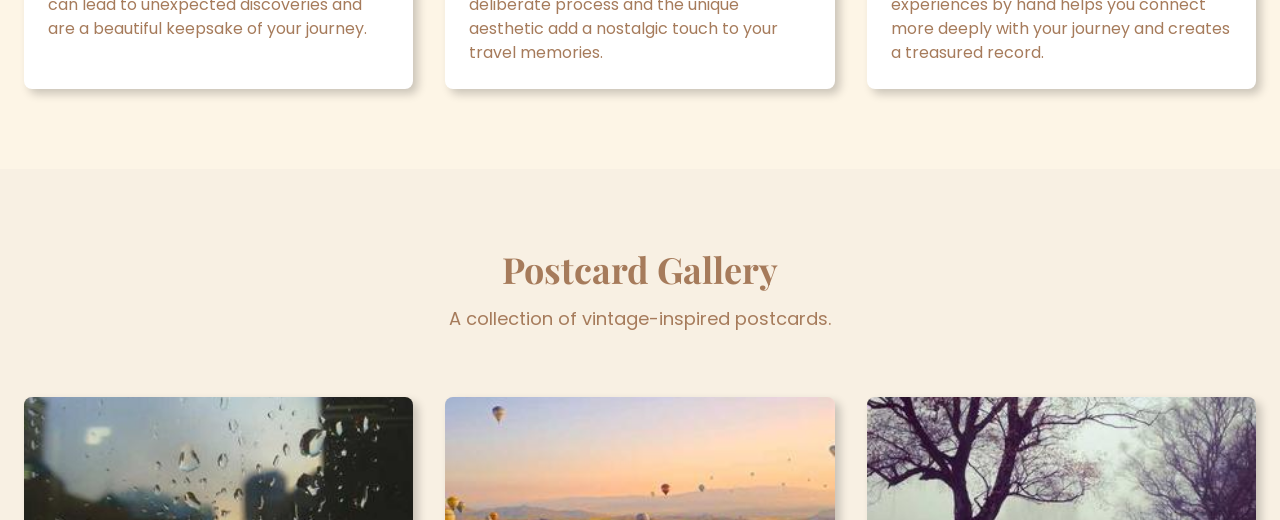 can lead to unexpected discoveries and
are a beautiful keepsake of your journey.
deliberate process and the unique
aesthetic add a nostalgic touch to your
travel memories.
experiences by hand helps you connect
more deeply with your journey and creates
a treasured record.
Postcard Gallery
A collection of vintage-inspired postcards.